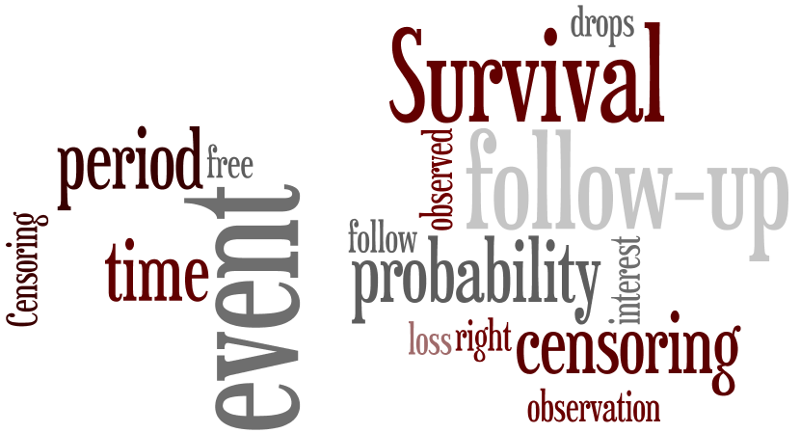 drops
Survival
period
free
observed
follow-up
event
Censoring
time
follow
probability
interest
loss
right
censoring
observation